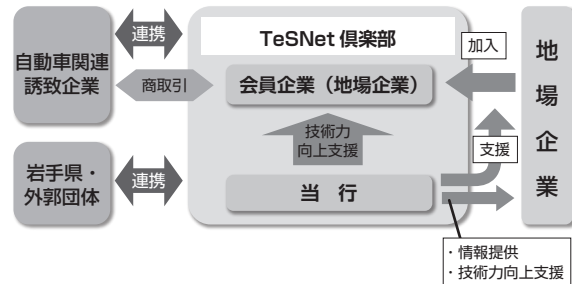 自動車関連
誘致企業
連携
商取引
岩手県・
外郭団体
連携
TeSNet 倶楽部
会員企業（地場企業）
技術力
向上支援
当　行
加入
支援
地
場
企
業
・情報提供
・技術力向上支援